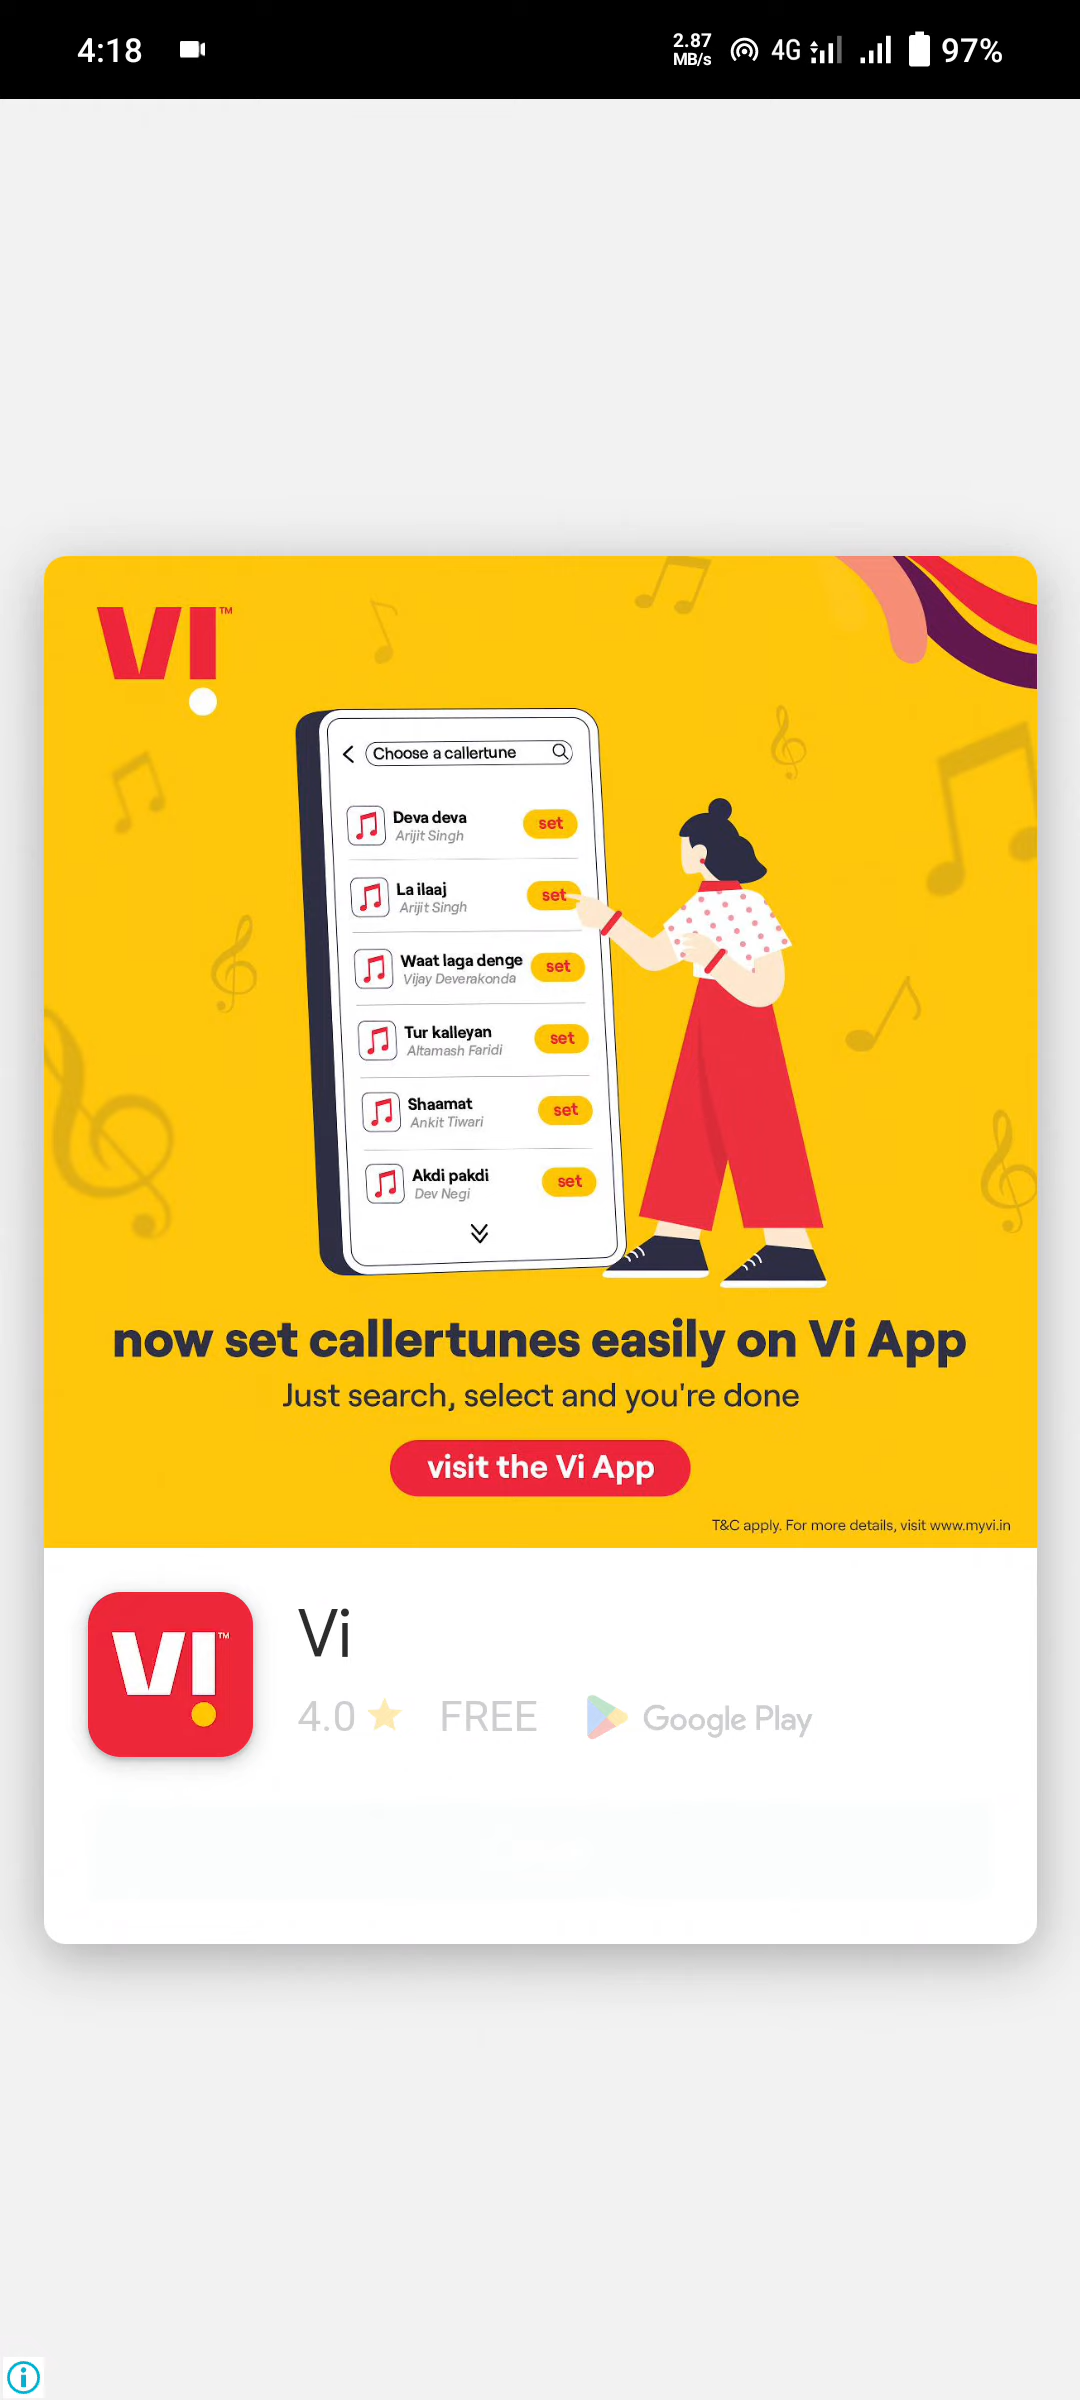 4:18
2.87
MB/s
4G
97%
VI™
Choose a callertune
Deva deva
Arijit Singh
set
La ilaaj
Arijit Singh
set
Waat laga denge
Vijay Deverakonda
set
Tur kalleyan
Altamash Faridi
set
Shaamat
Ankit Tiwari
set
Akdi pakdi
Dev Negi
set
now set callertunes easily on Vi App
Just search, select and you're done
visit the Vi App
T&C apply. For more details, visit www.myvi.in
VI™
Vi
4.0 FREE Google Play